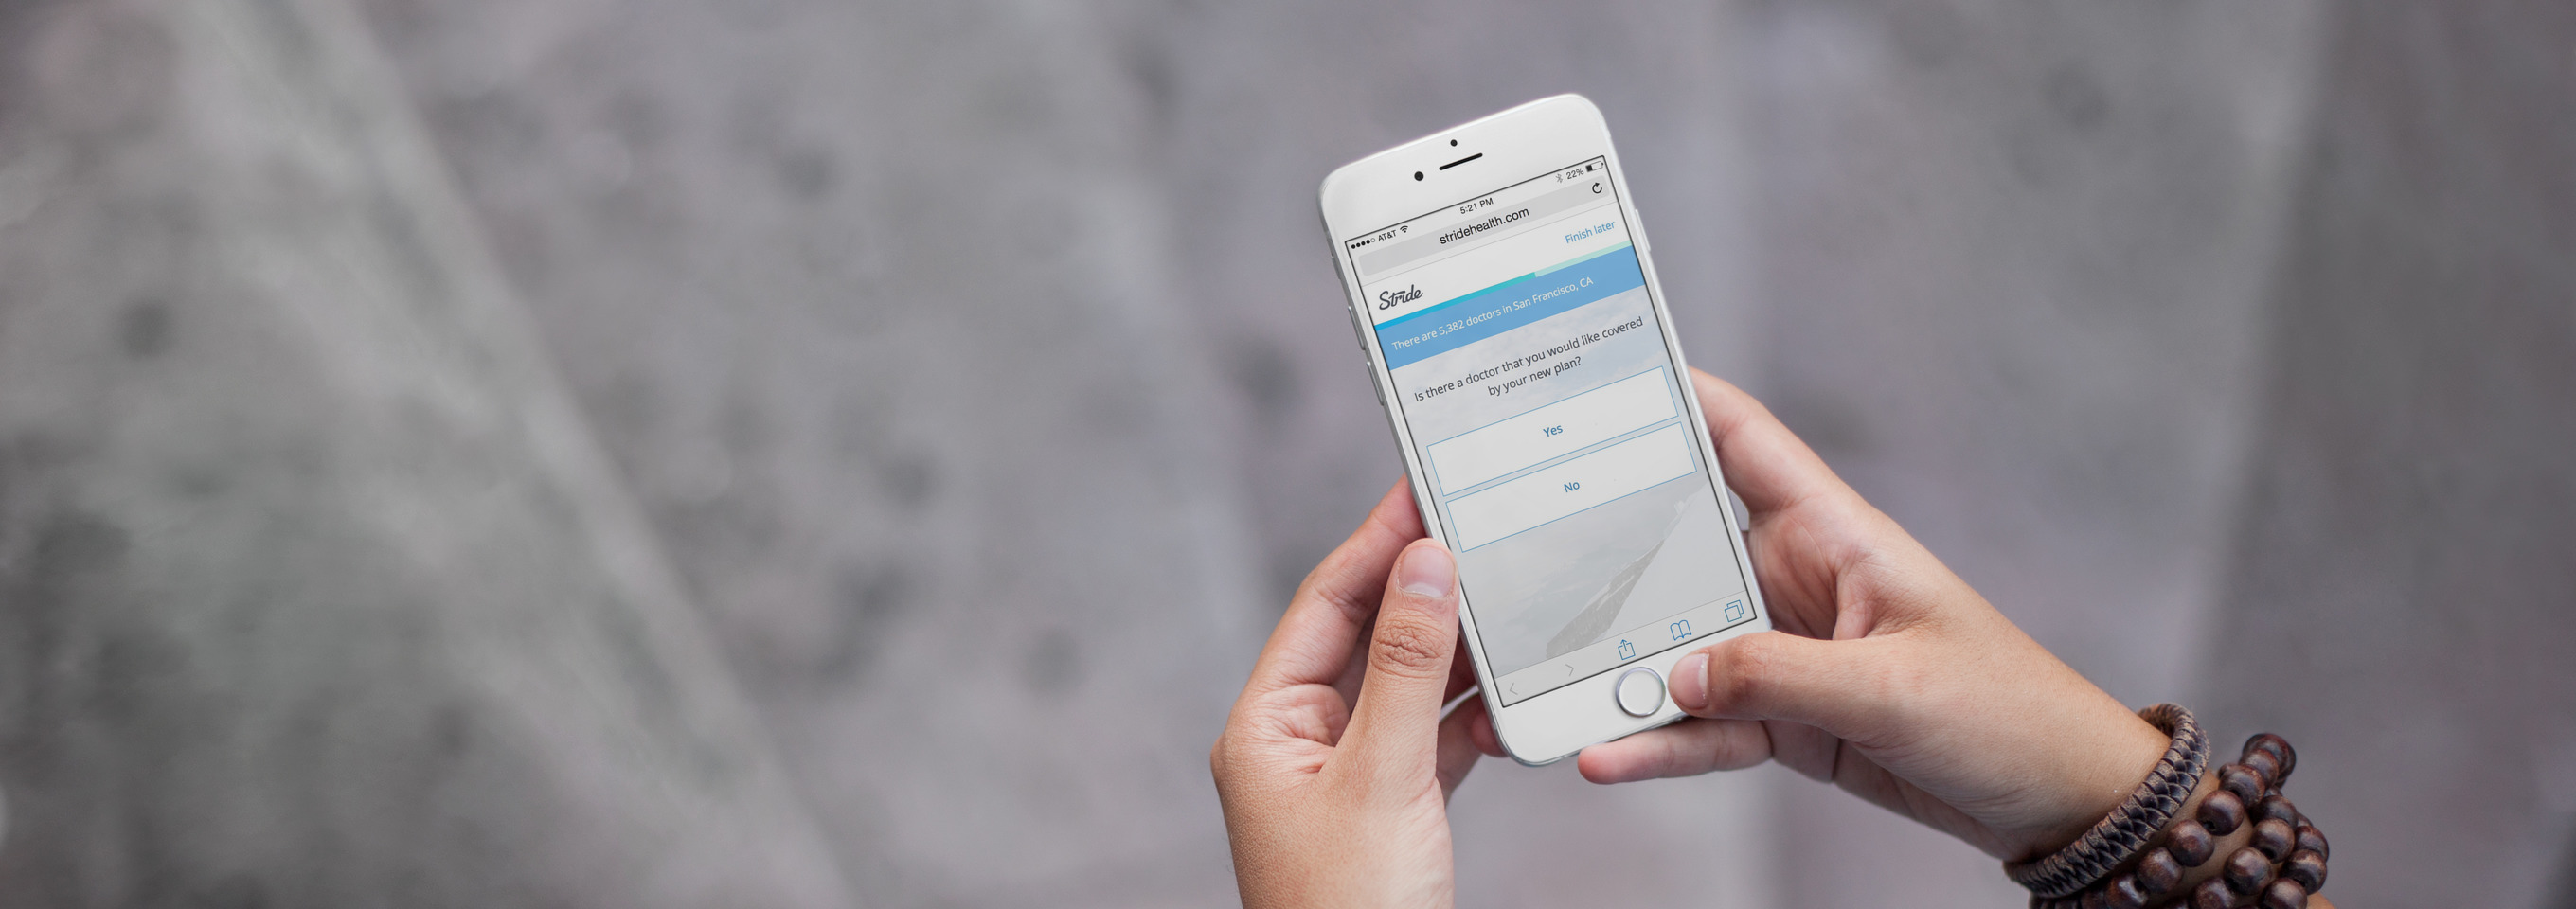 AT&T
5:21 PM
22%
stridehealth.com
Stride
Finish later
There are 5,382 doctors in San Francisco, CA
Is there a doctor that you would like covered
by your new plan?
Yes
No